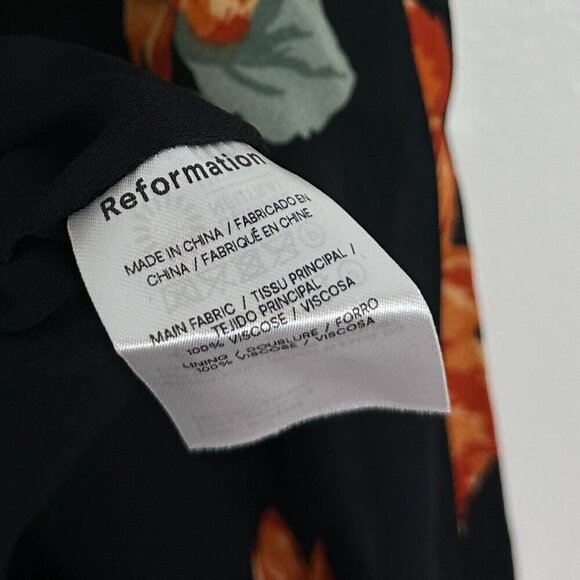 Reformation
MADE IN CHINA / FABRICADO EN
CHINA / FABRIQUÉ EN CHINE
MAIN FABRIC / TISSU PRINCIPAL /
TEJIDO PRINCIPAL
100% VISCOSE / VISCOSA
LINING / DOUBLURE / FORRO
100% VISCOSE / VISCOSA